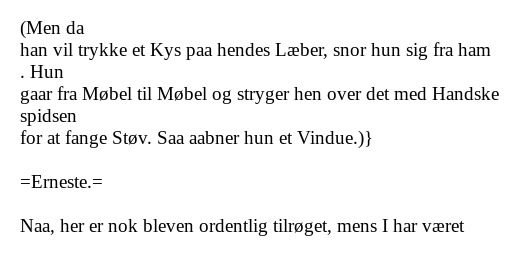 (Men da
han vil trykke et Kys paa hendes Læber, snor hun sig fra ham
. Hun
gaar fra Møbel til Møbel og stryger hen over det med Handske
spidsen
for at fange Støv. Saa aabner hun et Vindue.)}

=Erneste.=

Naa, her er nok bleven ordentlig tilrøget, mens I har været